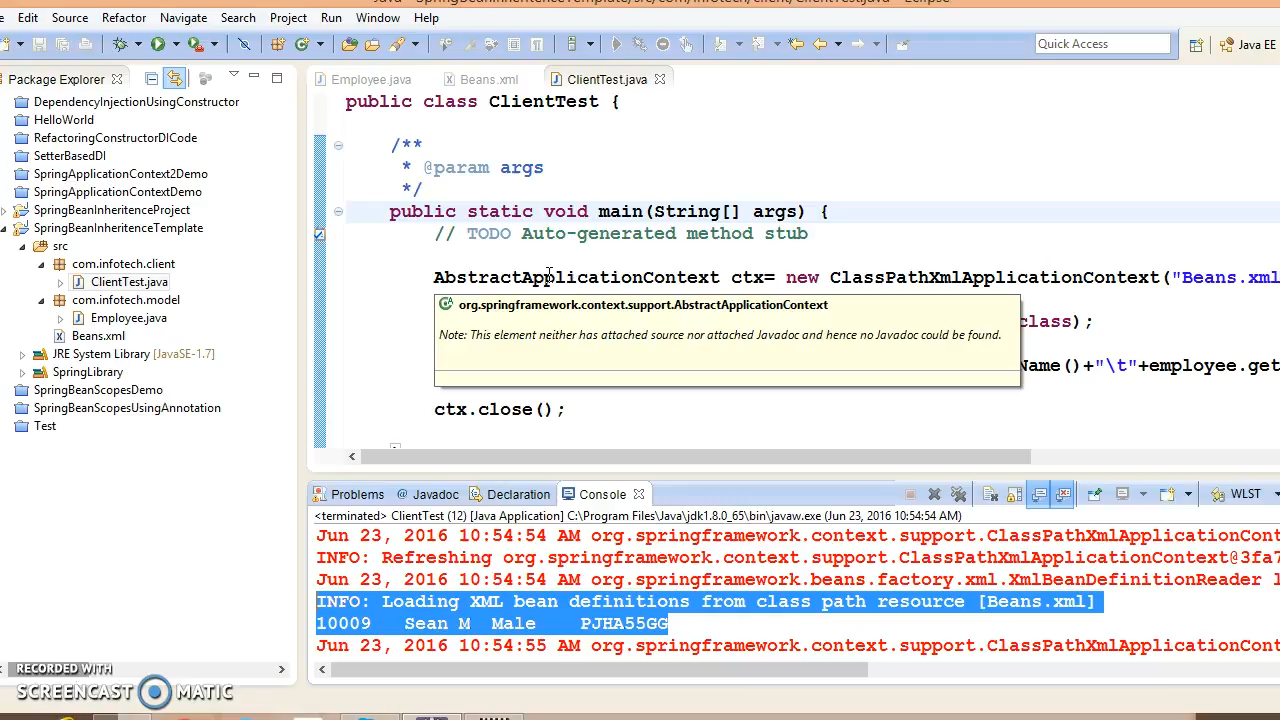 Java - SpringBeanInheritenceTemplate/src/com/infotech/client/ClientTest.java - Eclipse
Edit Source Refactor Navigate Search Project Run Window Help
Quick Access
Java EE
Package Explorer
Employee.java Beans.xml ClientTest.java
DependencyInjectionUsingConstructor
HelloWorld
RefactoringConstructorDICode
SetterBasedDI
SpringApplicationContext2Demo
SpringApplicationContextDemo
SpringBeanInheritenceProject
SpringBeanInheritenceTemplate
src
com.infotech.client
ClientTest.java
com.infotech.model
Employee.java
Beans.xml
JRE System Library [JavaSE-1.7]
SpringLibrary
SpringBeanScopesDemo
SpringBeanScopesUsingAnnotation
Test
public class ClientTest {
/**
* @param args
*/
public static void main(String[] args) {
// TODO Auto-generated method stub
AbstractApplicationContext ctx= new ClassPathXmlApplicationContext("Beans.xml
org.springframework.context.support.AbstractApplicationContext
class);
Note: This element neither has attached source nor attached Javadoc and hence no Javadoc could be found.
Name()+"\t"+employee.get
ctx.close();
Problems Javadoc Declaration Console
WLST
<terminated> ClientTest (12) [Java Application] C:\Program Files\Java\jdk1.8.0_65\bin\javaw.exe (Jun 23, 2016 10:54:54 AM)
Jun 23, 2016 10:54:54 AM org.springframework.context.support.ClassPathXmlApplicationCont
INFO: Refreshing org.springframework.context.support.ClassPathXmlApplicationContext@3fa7
Jun 23, 2016 10:54:54 AM org.springframework.beans.factory.xml.XmlBeanDefinitionReader l
INFO: Loading XML bean definitions from class path resource [Beans.xml]
10009 Sean M Male PJHA55GG
Jun 23, 2016 10:54:55 AM org.springframework.context.support.ClassPathXmlApplicationCont
RECORDED WITH
SCREENCAST MATIC